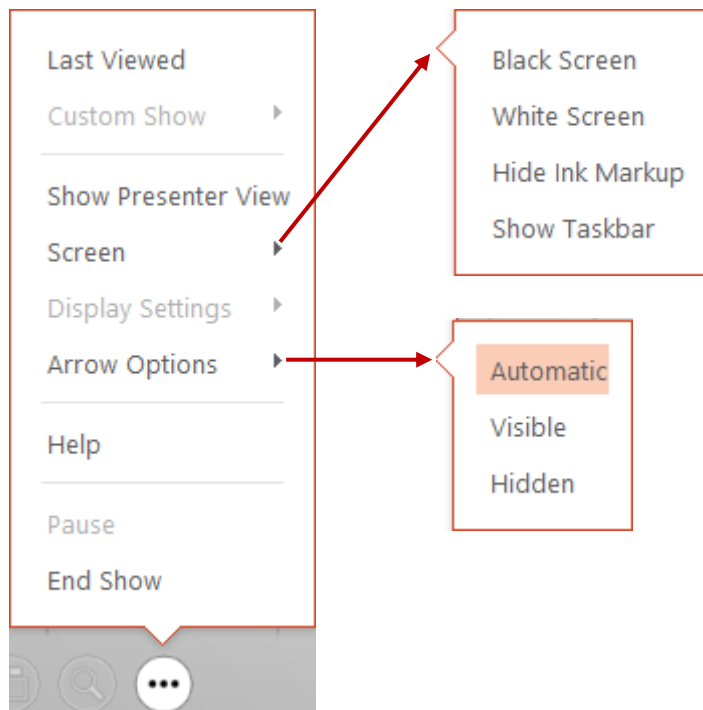 Last Viewed
Custom Show
Show Presenter View
Screen
Display Settings
Arrow Options
Help
Pause
End Show
Black Screen
White Screen
Hide Ink Markup
Show Taskbar
Automatic
Visible
Hidden